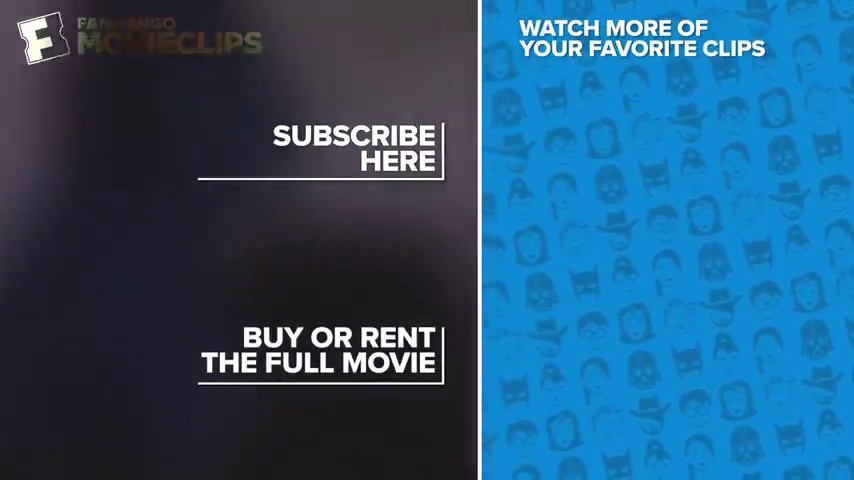 FANDANGO
MOVIECLIPS
SUBSCRIBE
HERE
BUY OR RENT
THE FULL MOVIE
WATCH MORE OF
YOUR FAVORITE CLIPS